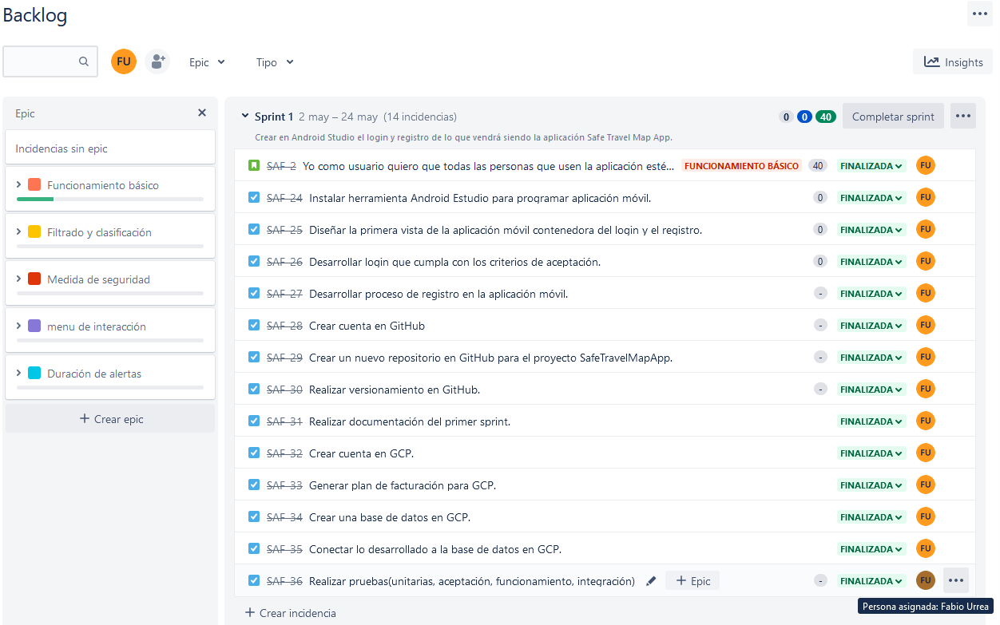 Backlog
FU
Epic
Tipo
Insights
Epic
Incidencias sin epic
Funcionamiento básico
Filtrado y clasificación
Medida de seguridad
menu de interacción
Duración de alertas
+ Crear epic
Sprint 1 2 may – 24 may (14 incidencias)
0 0 40 Completar sprint
Crear en Android Studio el login y registro de lo que vendrá siendo la aplicación Safe Travel Map App.
SAF-2 Yo como usuario quiero que todas las personas que usen la aplicación esté... FUNCIONAMIENTO BÁSICO 40 FINALIZADA FU
SAF-24 Instalar herramienta Android Estudio para programar aplicación móvil. 0 FINALIZADA FU
SAF-25 Diseñar la primera vista de la aplicación móvil contenedora del login y el registro. 0 FINALIZADA FU
SAF-26 Desarrollar login que cumpla con los criterios de aceptación. 0 FINALIZADA FU
SAF-27 Desarrollar proceso de registro en la aplicación móvil. - FINALIZADA FU
SAF-28 Crear cuenta en GitHub - FINALIZADA FU
SAF-29 Crear un nuevo repositorio en GitHub para el proyecto SafeTravelMapApp. - FINALIZADA FU
SAF-30 Realizar versionamiento en GitHub. - FINALIZADA FU
SAF-31 Realizar documentación del primer sprint. FINALIZADA FU
SAF-32 Crear cuenta en GCP. FINALIZADA FU
SAF-33 Generar plan de facturación para GCP. FINALIZADA FU
SAF-34 Crear una base de datos en GCP. FINALIZADA FU
SAF-35 Conectar lo desarrollado a la base de datos en GCP. FINALIZADA FU
SAF-36 Realizar pruebas(unitarias, aceptación, funcionamiento, integración) + Epic - FINALIZADA FU
Persona asignada: Fabio Urrea
+ Crear incidencia